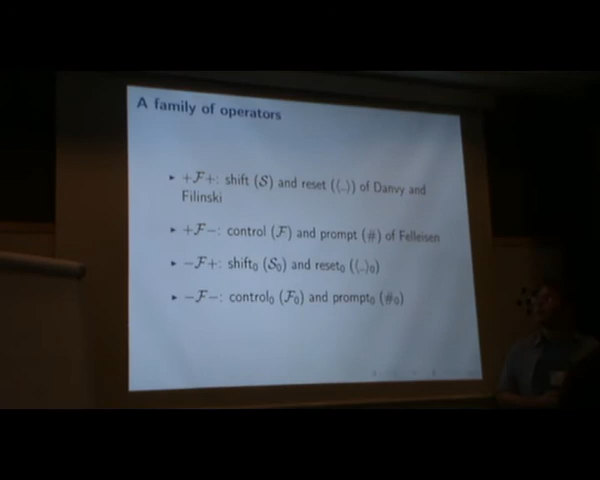 A family of operators
▸ +F+: shift (S) and reset (⟨_⟩) of Danvy and
Filinski
▸ +F−: control (F) and prompt (#) of Felleisen
▸ −F+: shift₀ (S₀) and reset₀ (⟨_⟩₀)
▸ −F−: control₀ (F₀) and prompt₀ (#₀)